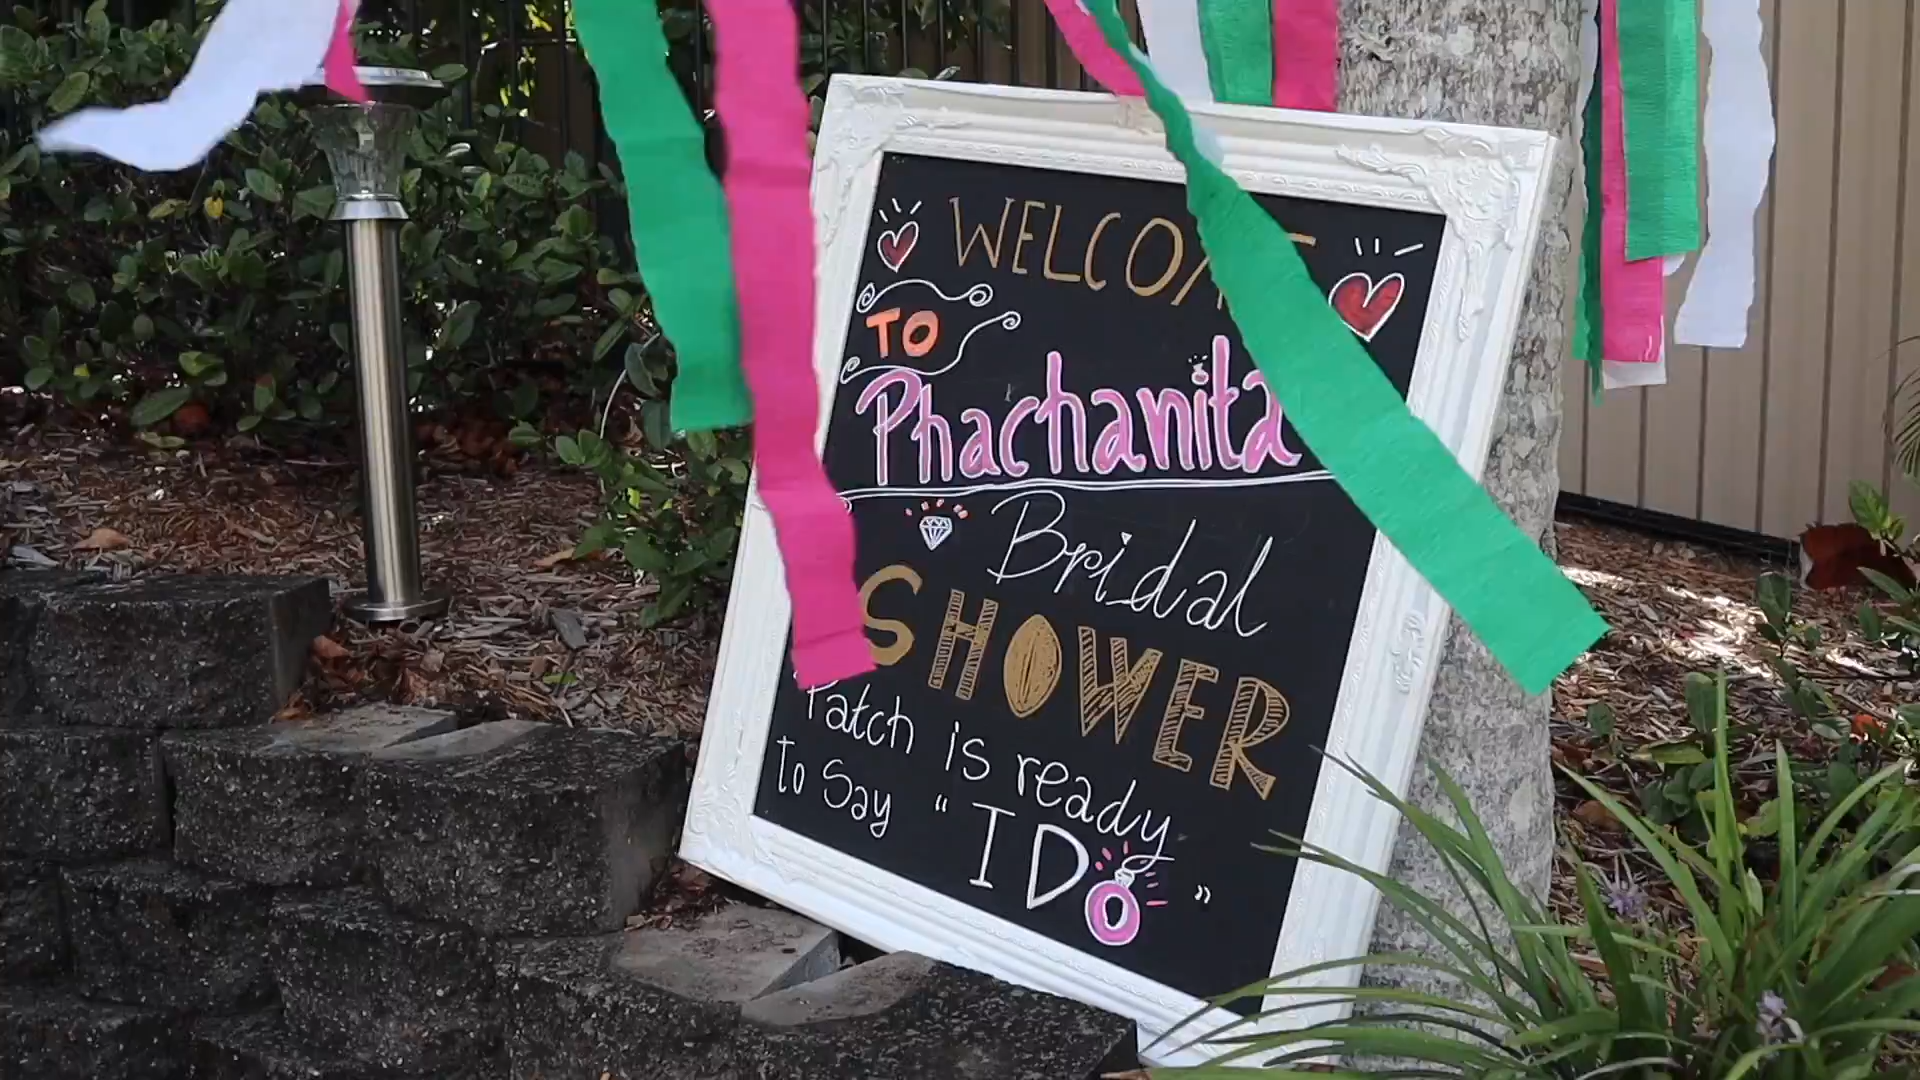 WELCOME
TO
Phachanita
Bridal
SHOWER
Patch is ready
to Say "I DO"